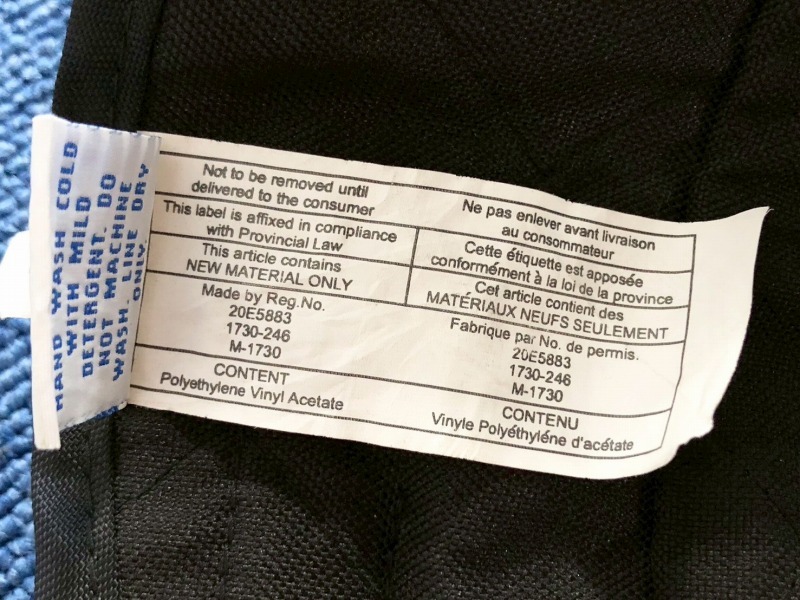 HAND WASH COLD
WITH MILD
DETERGENT. DO
NOT MACHINE
WASH. LINE DRY
ONLY.
Not to be removed until
delivered to the consumer
This label is affixed in compliance
with Provincial Law
This article contains
NEW MATERIAL ONLY
Made by Reg.No.
20E5883
1730-246
M-1730
CONTENT
Polyethylene Vinyl Acetate
Ne pas enlever avant livraison
au consommateur
Cette étiquette est apposée
conformément à la loi de la province
Cet article contient des
MATÉRIAUX NEUFS SEULEMENT
Fabrique par No. de permis.
20E5883
1730-246
M-1730
CONTENU
Vinyle Polyéthyléne d'acétate